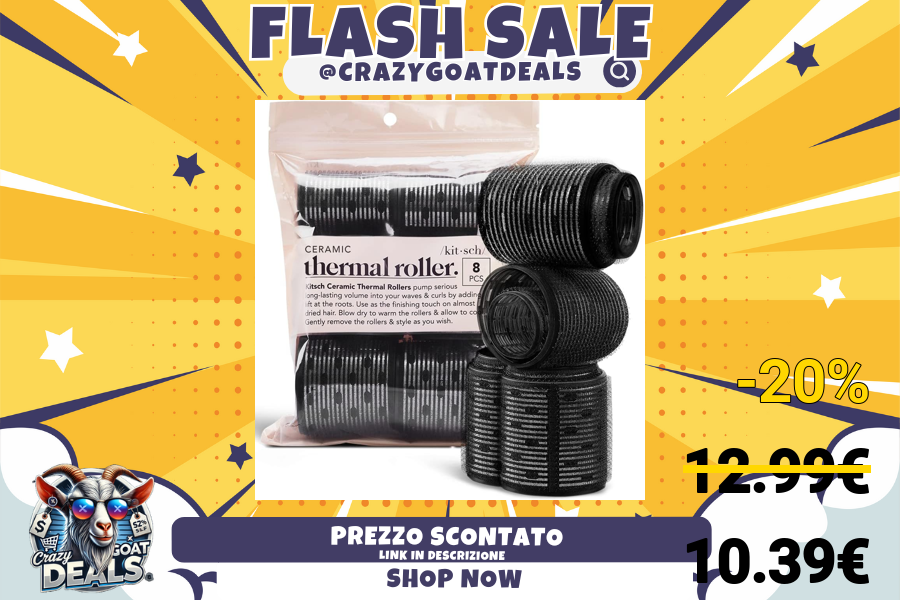 FLASH SALE
@CRAZYGOATDEALS
CERAMIC
/kit·sch/
thermal roller.
8
PCS
Kitsch Ceramic Thermal Rollers pump serious
long-lasting volume into your waves & curls by adding
lift at the roots. Use as the finishing touch on almost
dried hair. Blow dry to warm the rollers & allow to
Gently remove the rollers & style as you wish.
-20%
12.99€
10.39€
PREZZO SCONTATO
LINK IN DESCRIZIONE
SHOP NOW
$
52%
Crazy
GOAT
DEALS